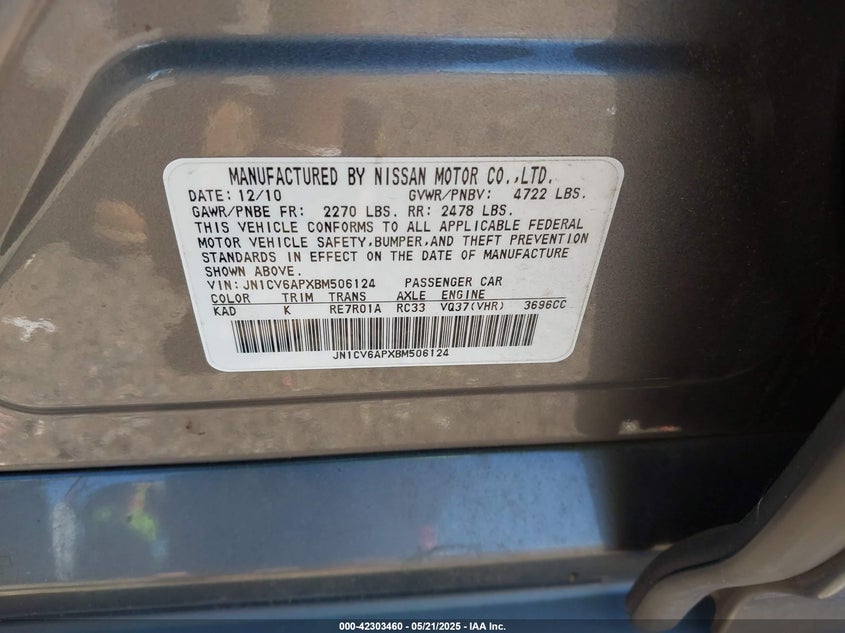 MANUFACTURED BY NISSAN MOTOR CO.,LTD.
DATE: 12/10 GVWR/PNBV: 4722 LBS.
GAWR/PNBE FR: 2270 LBS. RR: 2478 LBS.
THIS VEHICLE CONFORMS TO ALL APPLICABLE FEDERAL
MOTOR VEHICLE SAFETY,BUMPER,AND THEFT PREVENTION
STANDARDS IN EFFECT ON THE DATE OF MANUFACTURE
SHOWN ABOVE.
VIN: JN1CV6APXBM506124 PASSENGER CAR
COLOR TRIM TRANS AXLE ENGINE
KAD K RE7R01A RC33 VQ37(VHR) 3696CC
JN1CV6APXBM506124
000-42303460 - 05/21/2025 - IAA Inc.